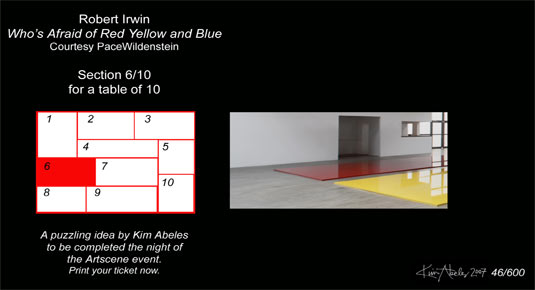 Robert Irwin
Who's Afraid of Red Yellow and Blue
Courtesy PaceWildenstein
Section 6/10
for a table of 10
1
2
3
4
5
6
7
8
9
10
A puzzling idea by Kim Abeles
to be completed the night of
the Artscene event.
Print your ticket now.
Kim Abeles 2007 46/600